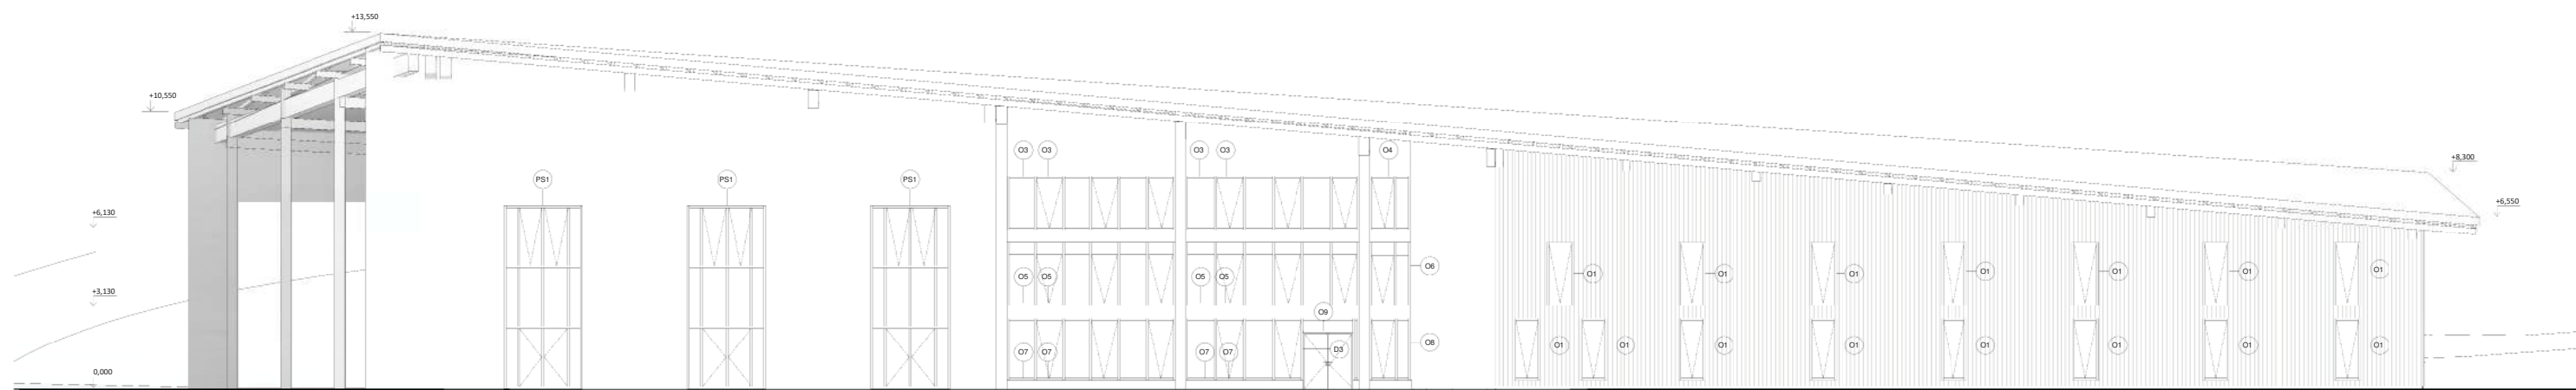 +13,550
+10,550
O3
O3
O3
O3
O4
+8,300
PS1
PS1
PS1
+6,550
+6,130
O5
O5
O5
O5
O6
O1
O1
O1
O1
O1
O1
O1
+3,130
O9
O7
O7
O7
O7
D3
O8
O1
O1
O1
O1
O1
O1
O1
O1
0,000